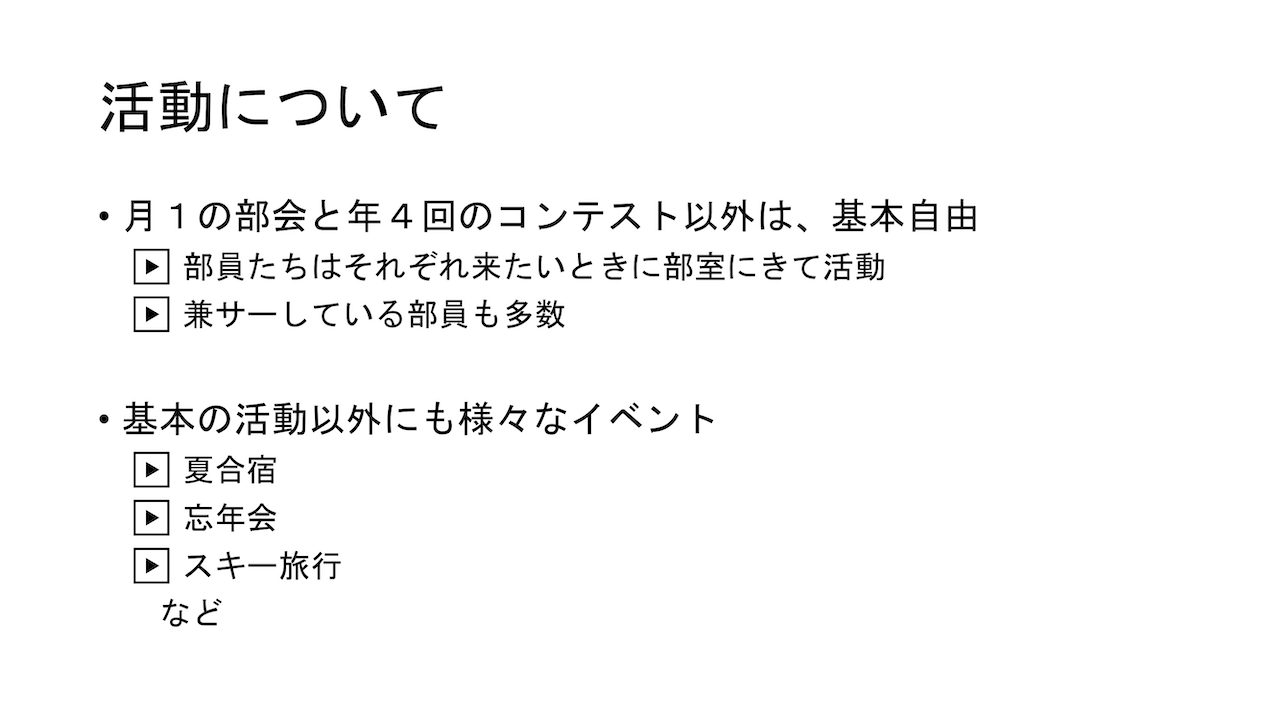 活動について
• 月１の部会と年４回のコンテスト以外は、基本自由
▶ 部員たちはそれぞれ来たいときに部室にきて活動
▶ 兼サーしている部員も多数
• 基本の活動以外にも様々なイベント
▶ 夏合宿
▶ 忘年会
▶ スキー旅行
など